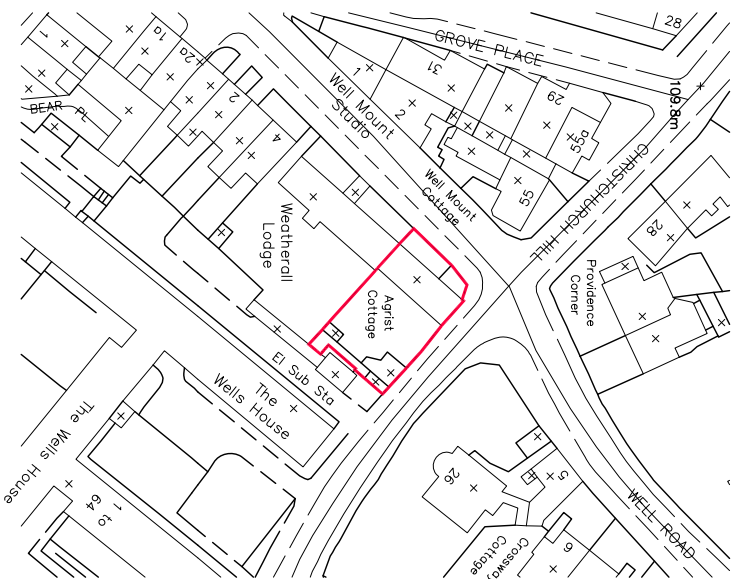 28
GROVE PLACE
1
1a
22a
31
1
2
4
2
29
109.8m
BEAR PL
Well Mount
Studio
55a
55
CHRISTCHURCH HILL
Well Mount
Cottage
Weatherall
Lodge
28
Providence
Corner
Agrist
Cottage
El Sub Sta
The
Wells House
The Wells House
1 to
64
26
5
WELL ROAD
6
Crossway
Cottage